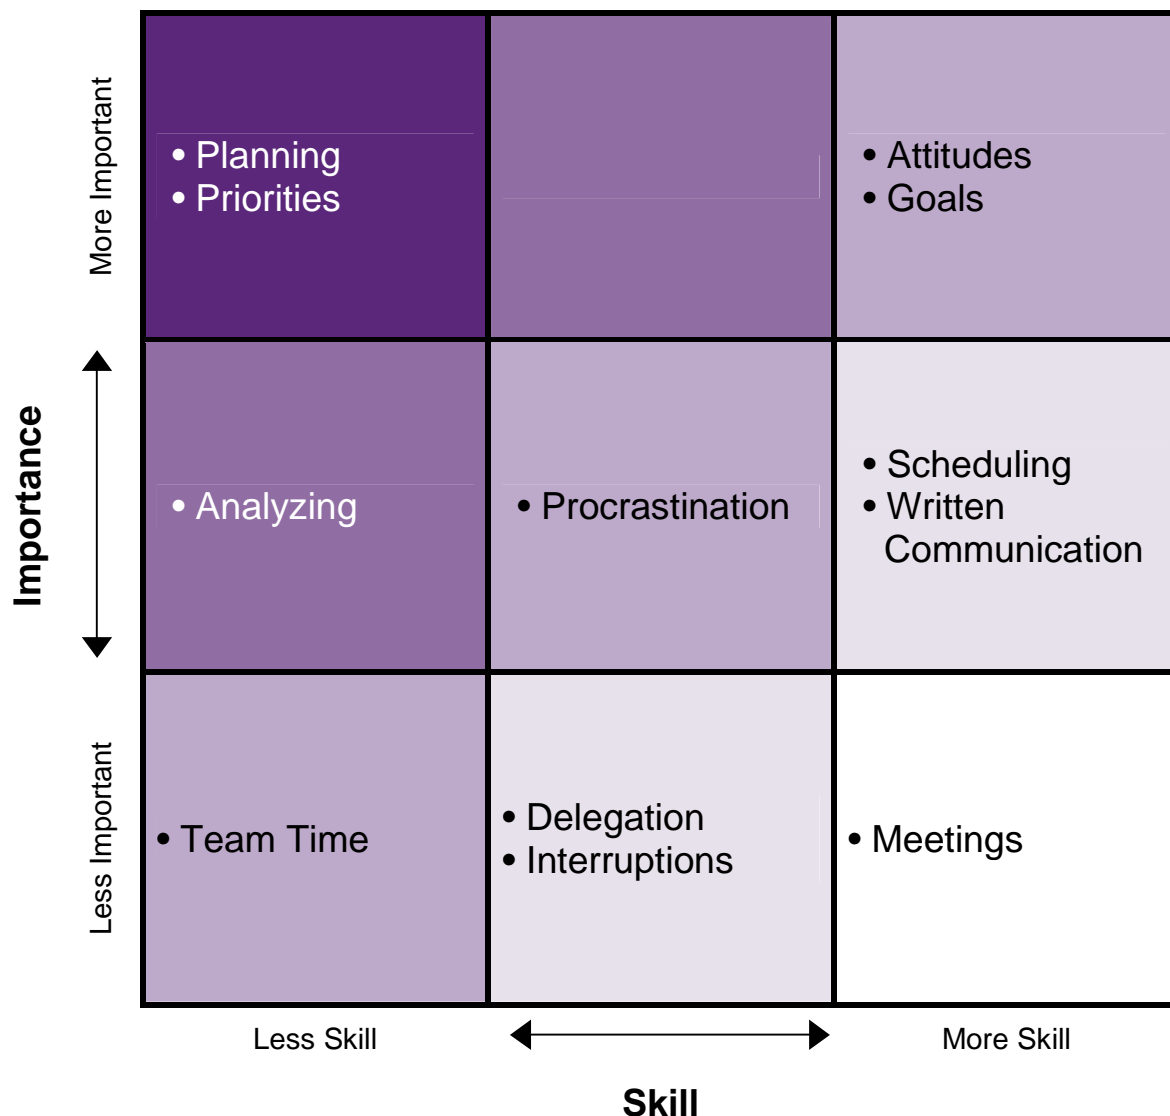 More Important
• Planning
• Priorities
• Attitudes
• Goals
Importance
• Analyzing
• Procrastination
• Scheduling
• Written
Communication
Less Important
• Team Time
• Delegation
• Interruptions
• Meetings
Less Skill
More Skill
Skill